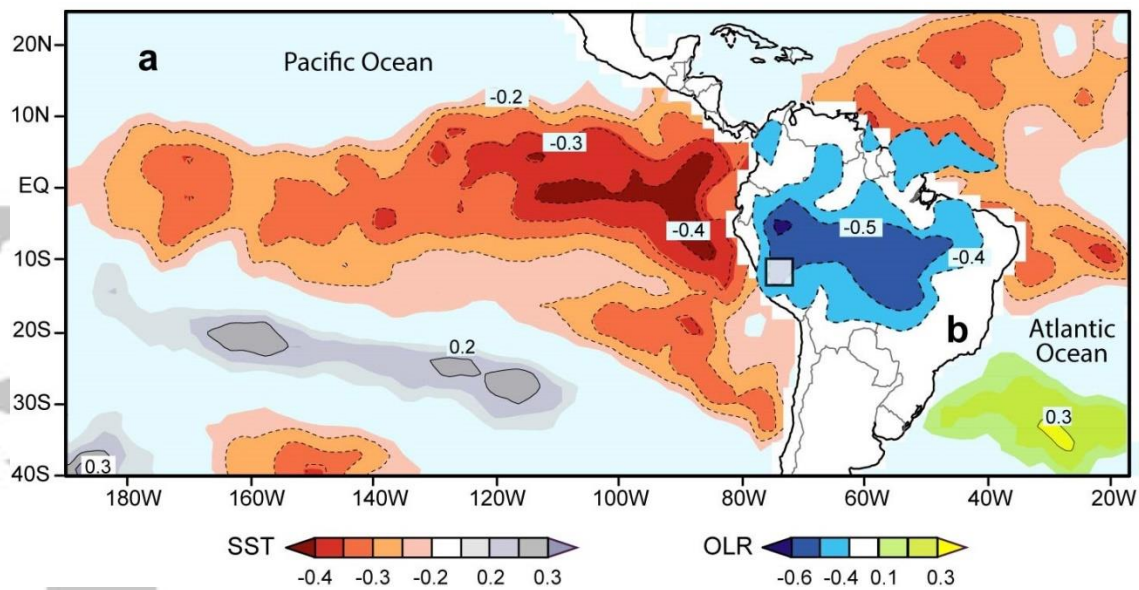 20N
10N
EQ
10S
20S
30S
40S
a
Pacific Ocean
-0.2
-0.3
-0.4
0.2
0.3
-0.5
-0.4
b
Atlantic
Ocean
0.3
180W 160W 140W 120W 100W 80W 60W 40W 20W
SST
-0.4 -0.3 -0.2 0.2 0.3
OLR
-0.6 -0.4 0.1 0.3